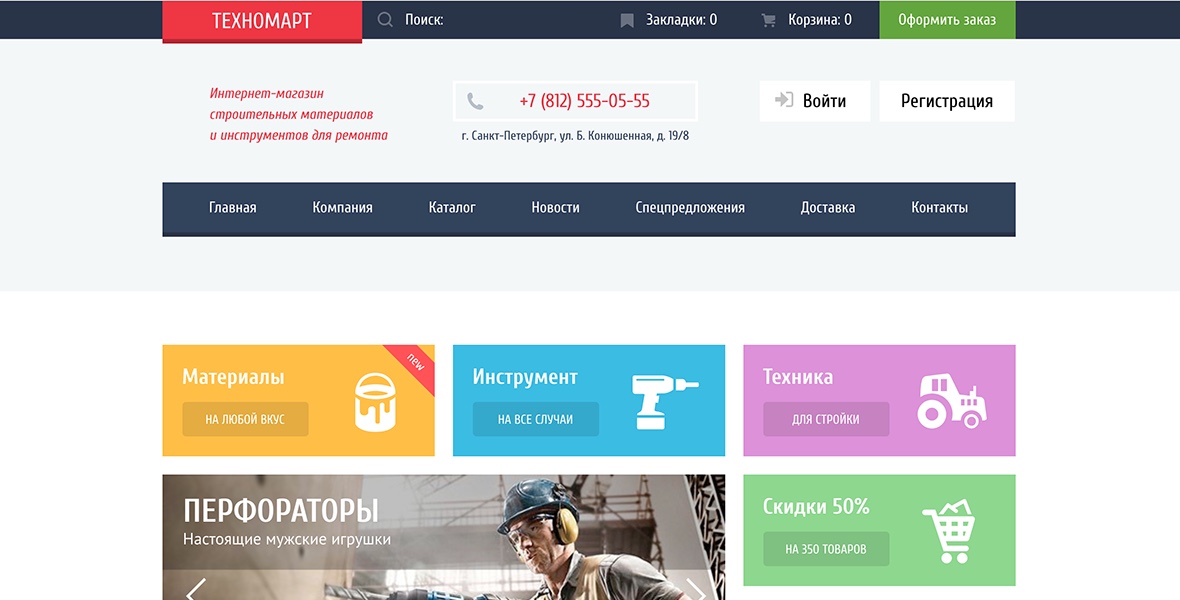 ТЕХНОМАРТ
Поиск:
Закладки: 0
Корзина: 0
Оформить заказ
Интернет-магазин
строительных материалов
и инструментов для ремонта
+7 (812) 555-05-55
г. Санкт-Петербург, ул. Б. Конюшенная, д. 19/8
Войти
Регистрация
Главная
Компания
Каталог
Новости
Спецпредложения
Доставка
Контакты
Материалы
new
НА ЛЮБОЙ ВКУС
Инструмент
НА ВСЕ СЛУЧАИ
Техника
ДЛЯ СТРОЙКИ
ПЕРФОРАТОРЫ
Настоящие мужские игрушки
Скидки 50%
НА 350 ТОВАРОВ